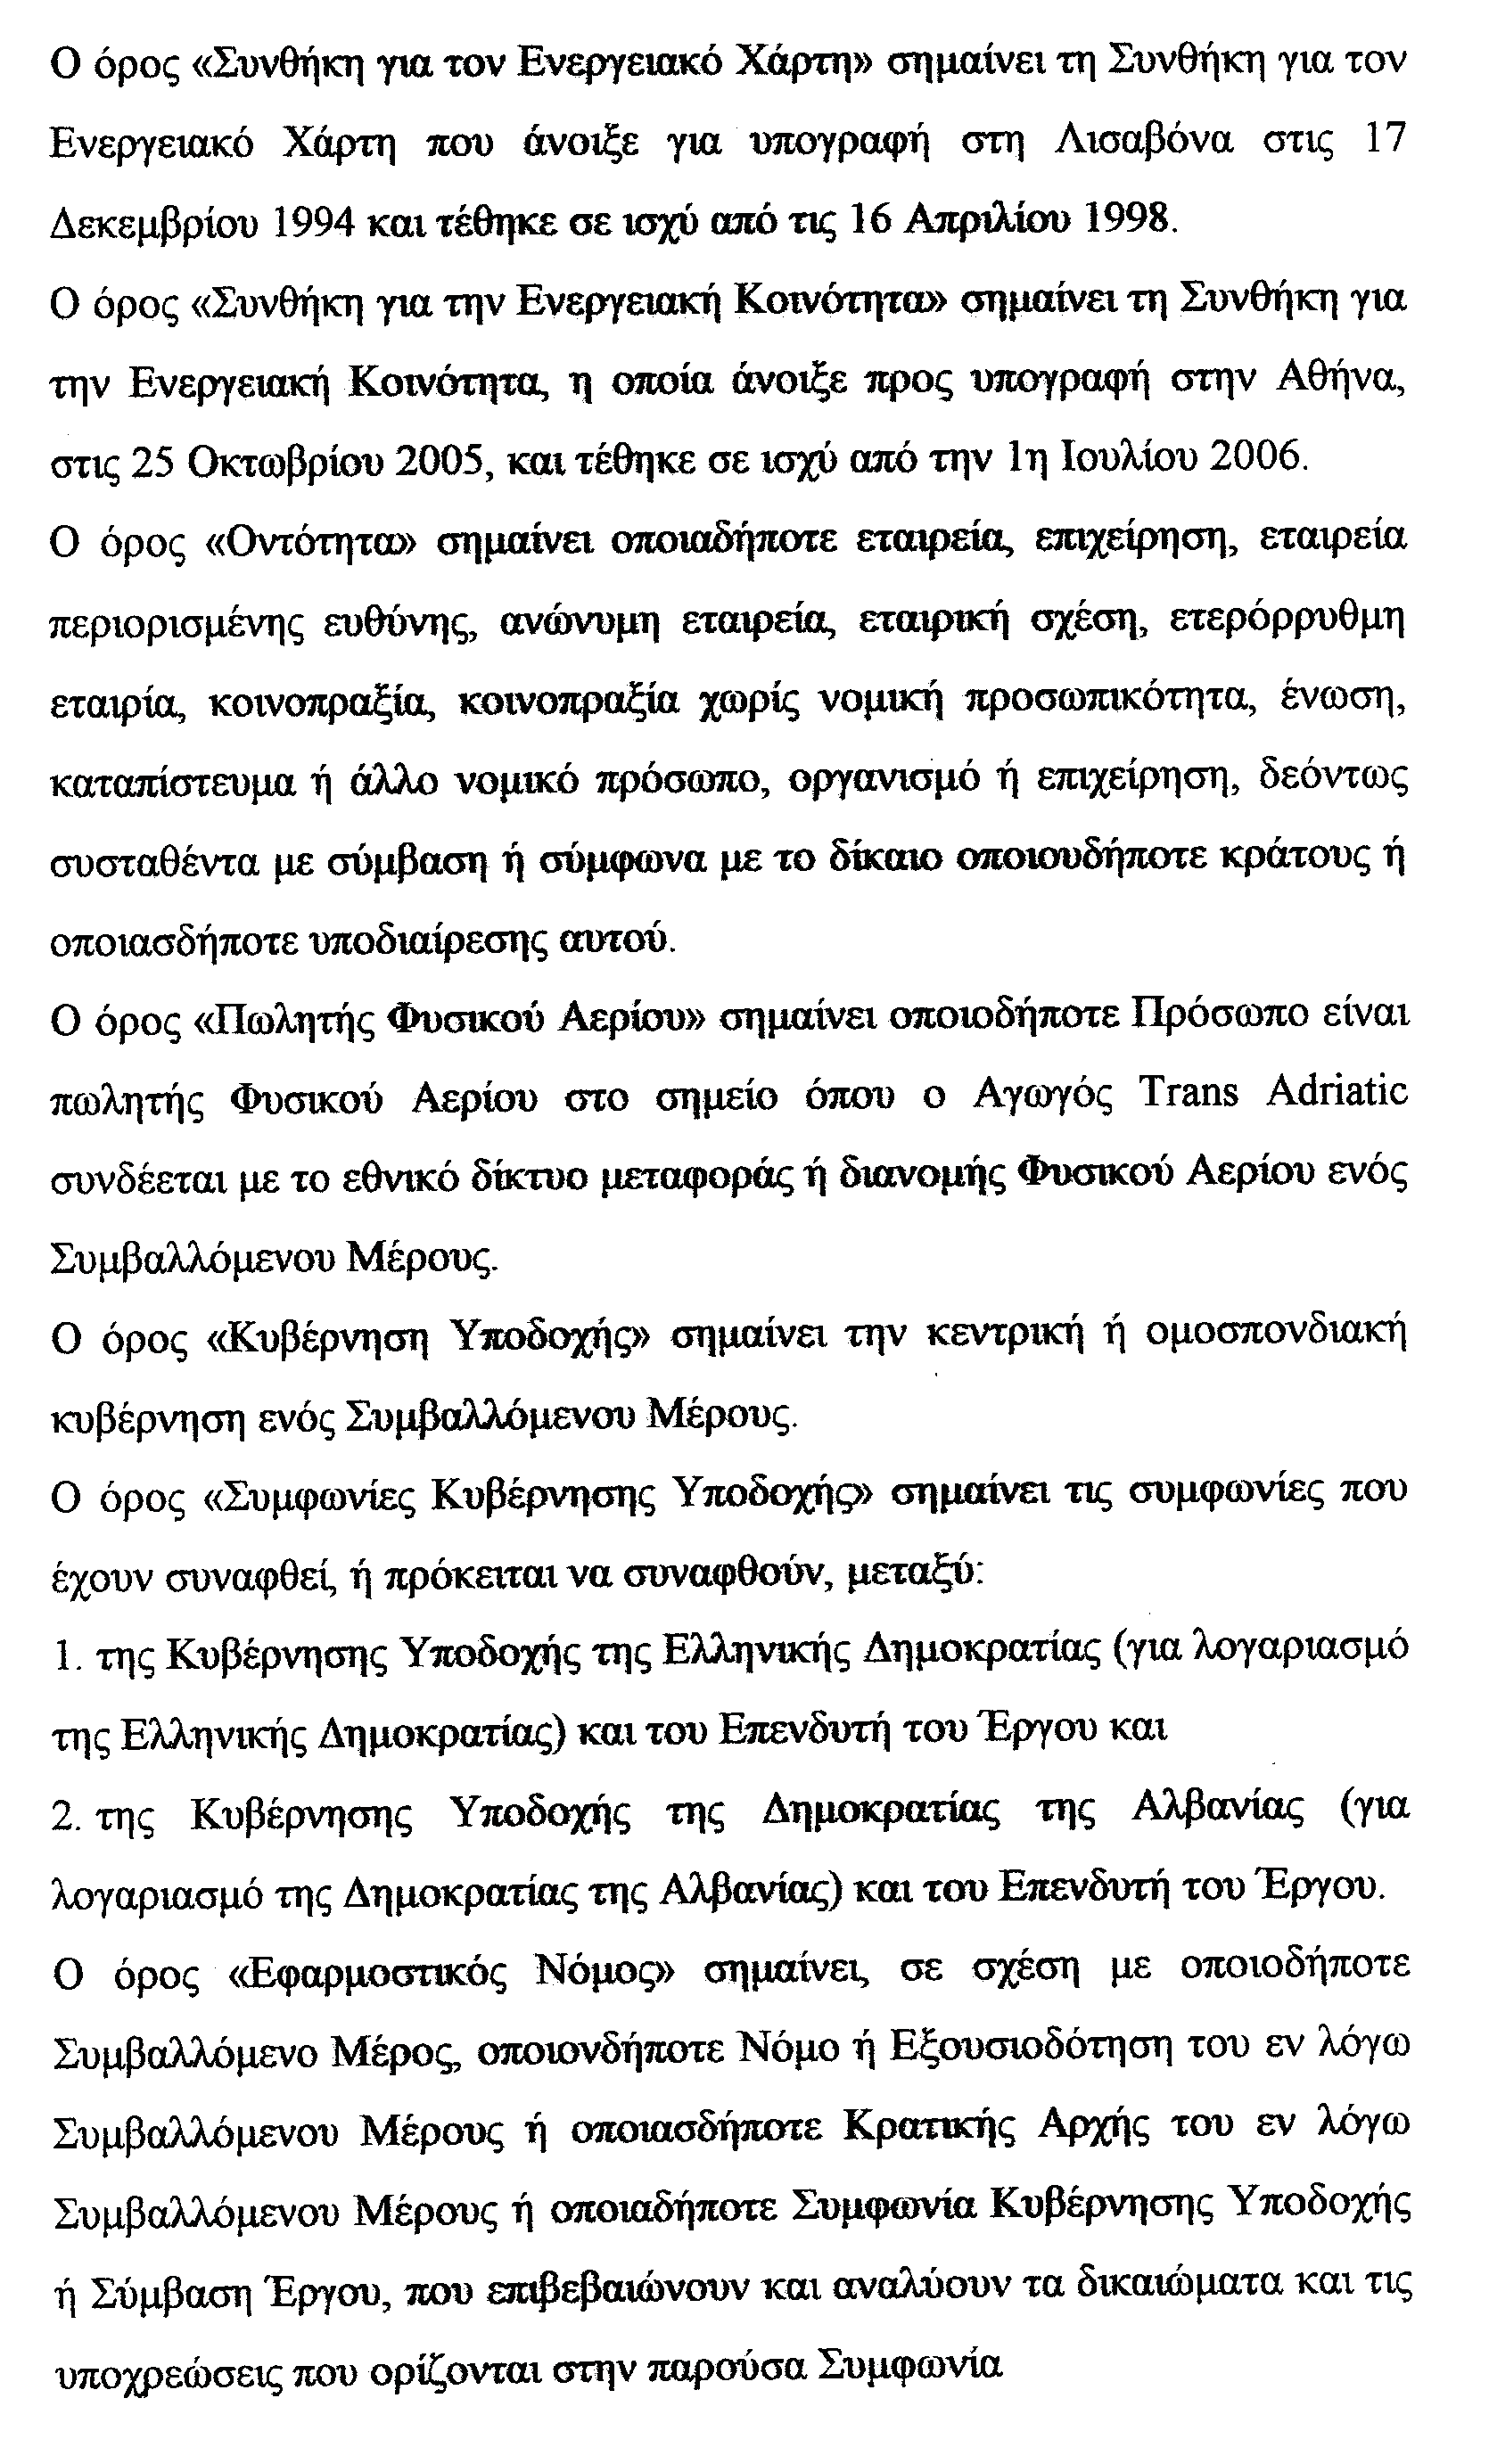 Ο όρος «Συνθήκη για τον Ενεργειακό Χάρτη» σημαίνει τη Συνθήκη για τον
Ενεργειακό Χάρτη που άνοιξε για υπογραφή στη Λισαβόνα στις 17
Δεκεμβρίου 1994 και τέθηκε σε ισχύ από τις 16 Απριλίου 1998.
Ο όρος «Συνθήκη για την Ενεργειακή Κοινότητα» σημαίνει τη Συνθήκη για
την Ενεργειακή Κοινότητα, η οποία άνοιξε προς υπογραφή στην Αθήνα,
στις 25 Οκτωβρίου 2005, και τέθηκε σε ισχύ από την 1η Ιουλίου 2006.
Ο όρος «Οντότητα» σημαίνει οποιαδήποτε εταιρεία, επιχείρηση, εταιρεία
περιορισμένης ευθύνης, ανώνυμη εταιρεία, εταιρική σχέση, ετερόρρυθμη
εταιρία, κοινοπραξία, κοινοπραξία χωρίς νομική προσωπικότητα, ένωση,
καταπίστευμα ή άλλο νομικό πρόσωπο, οργανισμό ή επιχείρηση, δεόντως
συσταθέντα με σύμβαση ή σύμφωνα με το δίκαιο οποιουδήποτε κράτους ή
οποιασδήποτε υποδιαίρεσης αυτού.
Ο όρος «Πωλητής Φυσικού Αερίου» σημαίνει οποιοδήποτε Πρόσωπο είναι
πωλητής Φυσικού Αερίου στο σημείο όπου ο Αγωγός Trans Adriatic
συνδέεται με το εθνικό δίκτυο μεταφοράς ή διανομής Φυσικού Αερίου ενός
Συμβαλλόμενου Μέρους.
Ο όρος «Κυβέρνηση Υποδοχής» σημαίνει την κεντρική ή ομοσπονδιακή
κυβέρνηση ενός Συμβαλλόμενου Μέρους.
Ο όρος «Συμφωνίες Κυβέρνησης Υποδοχής» σημαίνει τις συμφωνίες που
έχουν συναφθεί, ή πρόκειται να συναφθούν, μεταξύ:
1. της Κυβέρνησης Υποδοχής της Ελληνικής Δημοκρατίας (για λογαριασμό
της Ελληνικής Δημοκρατίας) και του Επενδυτή του Έργου και
2. της Κυβέρνησης Υποδοχής της Δημοκρατίας της Αλβανίας (για
λογαριασμό της Δημοκρατίας της Αλβανίας) και του Επενδυτή του Έργου.
Ο όρος «Εφαρμοστικός Νόμος» σημαίνει, σε σχέση με οποιοδήποτε
Συμβαλλόμενο Μέρος, οποιονδήποτε Νόμο ή Εξουσιοδότηση του εν λόγω
Συμβαλλόμενου Μέρους ή οποιασδήποτε Κρατικής Αρχής του εν λόγω
Συμβαλλόμενου Μέρους ή οποιαδήποτε Συμφωνία Κυβέρνησης Υποδοχής
ή Σύμβαση Έργου, που επιβεβαιώνουν και αναλύουν τα δικαιώματα και τις
υποχρεώσεις που ορίζονται στην παρούσα Συμφωνία